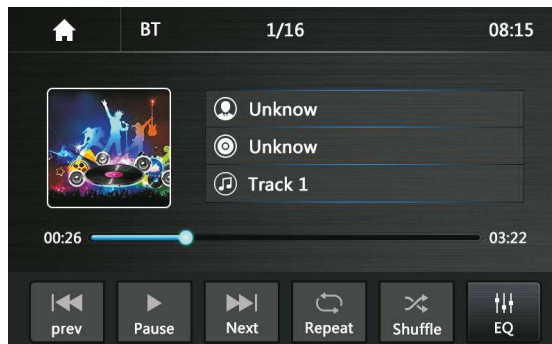 BT 1/16 08:15
Unknow
Unknow
Track 1
00:26 03:22
prev Pause Next Repeat Shuffle EQ